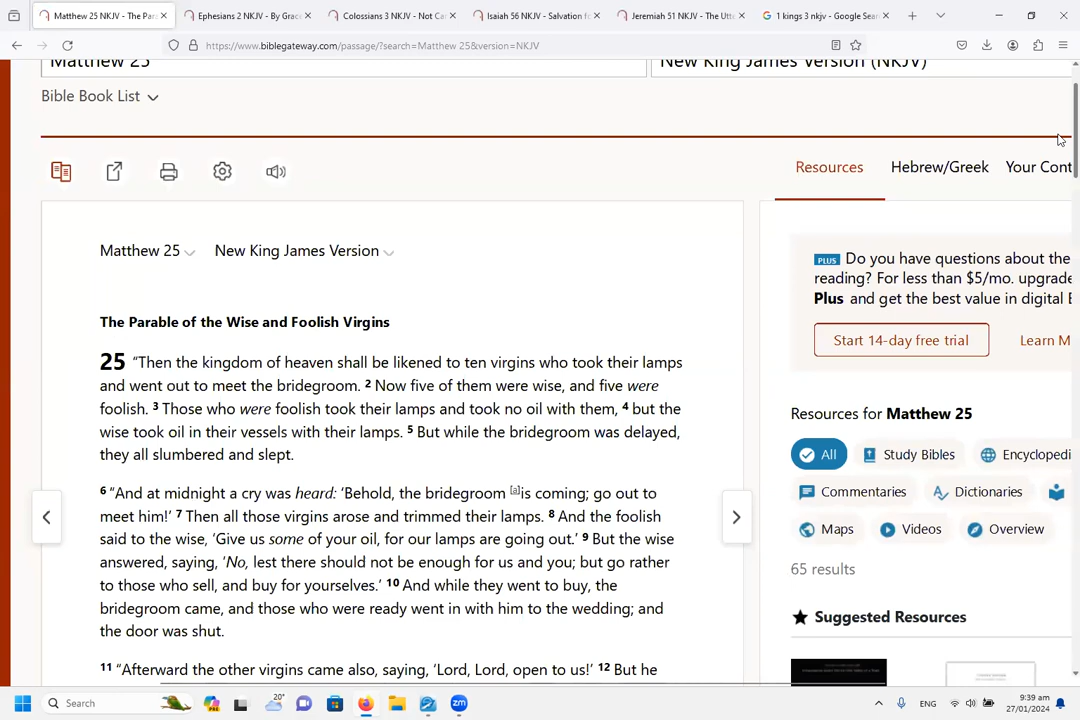 Matthew 25 NKJV - The Para
Ephesians 2 NKJV - By Grace
Colossians 3 NKJV - Not Ca
Isaiah 56 NKJV - Salvation f
Jeremiah 51 NKJV - The Utte
1 kings 3 nkjv - Google Sear
https://www.biblegateway.com/passage/?search=Matthew 25&version=NKJV
Matthew 25
New King James Version (NKJV)
Bible Book List
Resources
Hebrew/Greek
Your Cont
Matthew 25
New King James Version
The Parable of the Wise and Foolish Virgins
25 “Then the kingdom of heaven shall be likened to ten virgins who took their lamps
and went out to meet the bridegroom. 2 Now five of them were wise, and five were
foolish. 3 Those who were foolish took their lamps and took no oil with them, 4 but the
wise took oil in their vessels with their lamps. 5 But while the bridegroom was delayed,
they all slumbered and slept.
6 “And at midnight a cry was heard: ‘Behold, the bridegroom [a]is coming; go out to
meet him!’ 7 Then all those virgins arose and trimmed their lamps. 8 And the foolish
said to the wise, ‘Give us some of your oil, for our lamps are going out.’ 9 But the wise
answered, saying, ‘No, lest there should not be enough for us and you; but go rather
to those who sell, and buy for yourselves.’ 10 And while they went to buy, the
bridegroom came, and those who were ready went in with him to the wedding; and
the door was shut.
11 “Afterward the other virgins came also, saying, ‘Lord, Lord, open to us!’ 12 But he
PLUS Do you have questions about the
reading? For less than $5/mo. upgrade
Plus and get the best value in digital B
Start 14-day free trial
Learn M
Resources for Matthew 25
All
Study Bibles
Encyclopedi
Commentaries
Dictionaries
Maps
Videos
Overview
65 results
Suggested Resources
Search
20°
ENG
9:39 am
27/01/2024